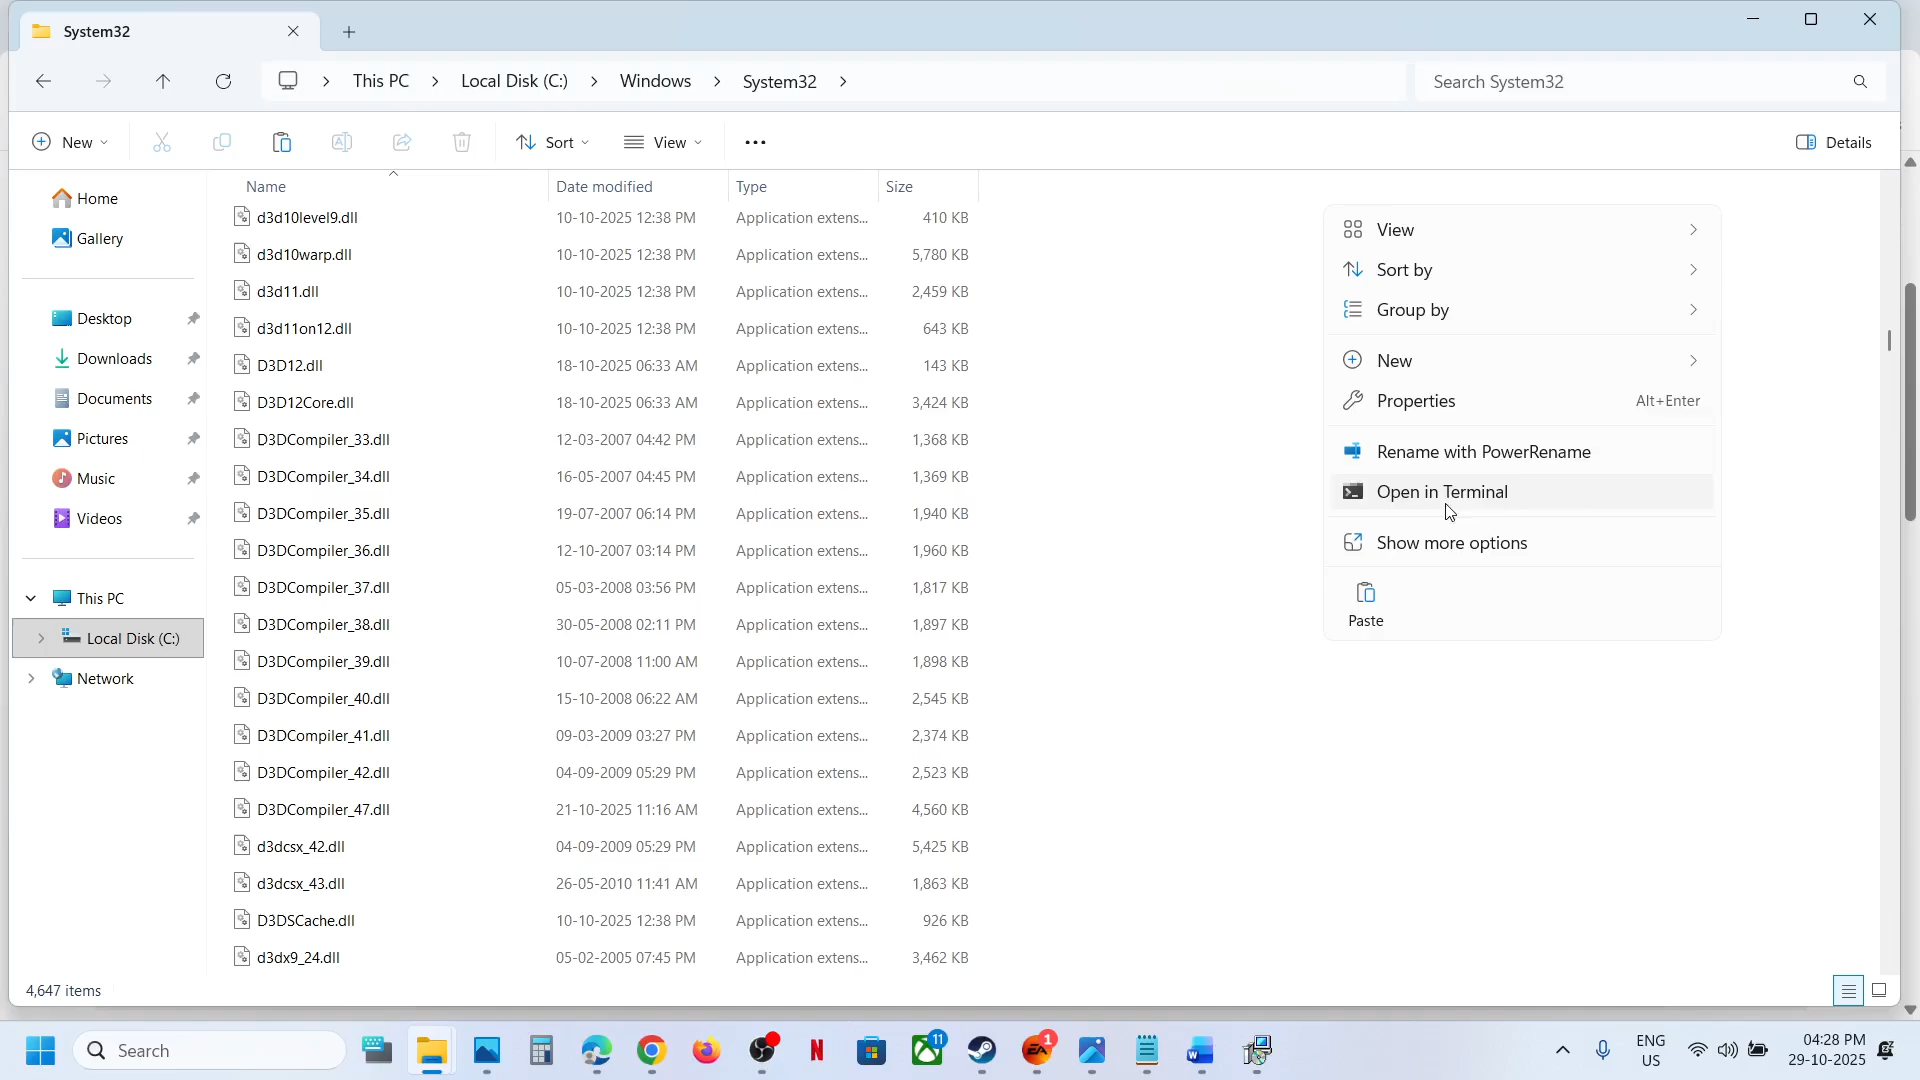 System32
This PC > Local Disk (C:) > Windows > System32 >
Search System32
New
Sort
View
Details
Home
Gallery
Desktop
Downloads
Documents
Pictures
Music
Videos
This PC
Local Disk (C:)
Network
Name Date modified Type Size
d3d10level9.dll 10-10-2025 12:38 PM Application extens... 410 KB
d3d10warp.dll 10-10-2025 12:38 PM Application extens... 5,780 KB
d3d11.dll 10-10-2025 12:38 PM Application extens... 2,459 KB
d3d11on12.dll 10-10-2025 12:38 PM Application extens... 643 KB
D3D12.dll 18-10-2025 06:33 AM Application extens... 143 KB
D3D12Core.dll 18-10-2025 06:33 AM Application extens... 3,424 KB
D3DCompiler_33.dll 12-03-2007 04:42 PM Application extens... 1,368 KB
D3DCompiler_34.dll 16-05-2007 04:45 PM Application extens... 1,369 KB
D3DCompiler_35.dll 19-07-2007 06:14 PM Application extens... 1,940 KB
D3DCompiler_36.dll 12-10-2007 03:14 PM Application extens... 1,960 KB
D3DCompiler_37.dll 05-03-2008 03:56 PM Application extens... 1,817 KB
D3DCompiler_38.dll 30-05-2008 02:11 PM Application extens... 1,897 KB
D3DCompiler_39.dll 10-07-2008 11:00 AM Application extens... 1,898 KB
D3DCompiler_40.dll 15-10-2008 06:22 AM Application extens... 2,545 KB
D3DCompiler_41.dll 09-03-2009 03:27 PM Application extens... 2,374 KB
D3DCompiler_42.dll 04-09-2009 05:29 PM Application extens... 2,523 KB
D3DCompiler_47.dll 21-10-2025 11:16 AM Application extens... 4,560 KB
d3dcsx_42.dll 04-09-2009 05:29 PM Application extens... 5,425 KB
d3dcsx_43.dll 26-05-2010 11:41 AM Application extens... 1,863 KB
D3DSCache.dll 10-10-2025 12:38 PM Application extens... 926 KB
d3dx9_24.dll 05-02-2005 07:45 PM Application extens... 3,462 KB
View
Sort by
Group by
New
Properties Alt+Enter
Rename with PowerRename
Open in Terminal
Show more options
Paste
4,647 items
Search
11
1
ENG
US
04:28 PM
29-10-2025